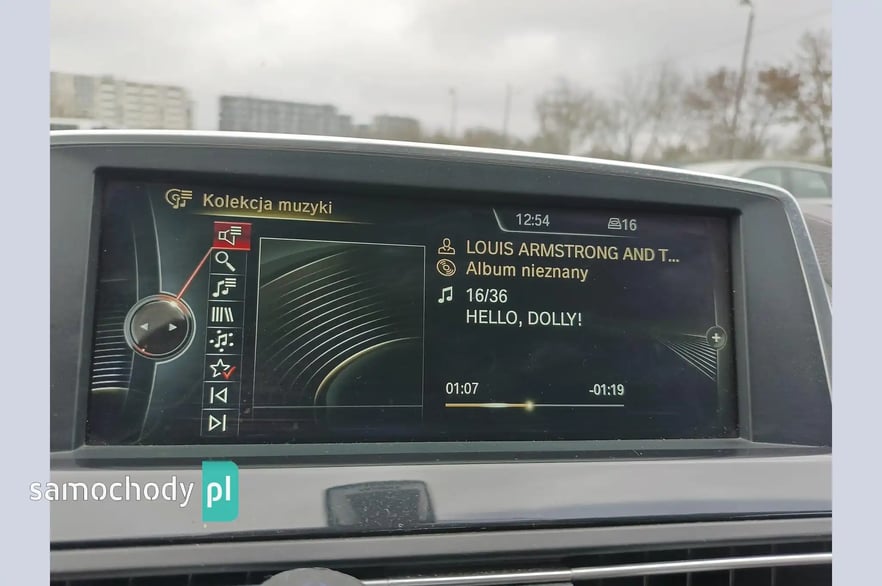 Kolekcja muzyki
12:54
16
LOUIS ARMSTRONG AND T...
Album nieznany
16/36
HELLO, DOLLY!
01:07
-01:19
samochody pl